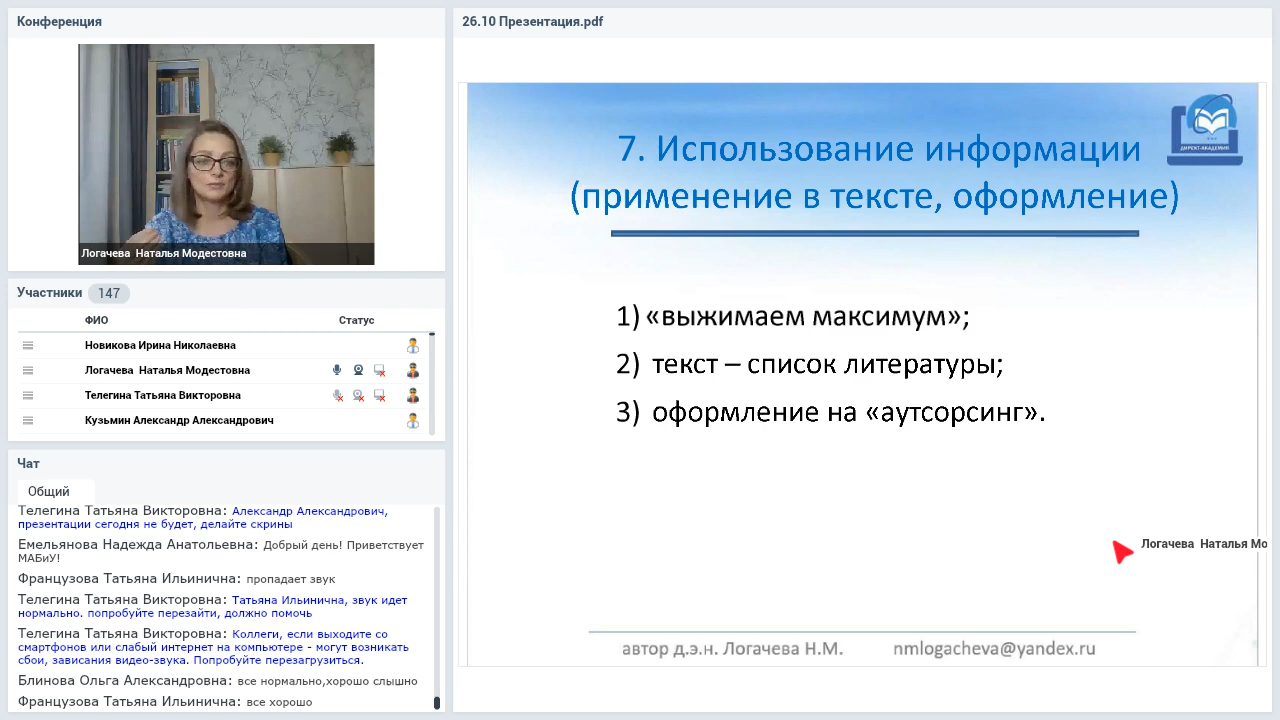 Конференция
Логачева  Наталья Модестовна
Участники 147
ФИО Статус
Новикова Ирина Николаевна
Логачева  Наталья Модестовна
Телегина Татьяна Викторовна
Кузьмин Александр Александрович
Чат
Общий
Телегина Татьяна Викторовна: Александр Александрович,
презентации сегодня не будет, делайте скрины
Емельянова Надежда Анатольевна: Добрый день! Приветствует
МАБиУ!
Французова Татьяна Ильинична: пропадает звук
Телегина Татьяна Викторовна: Татьяна Ильинична, звук идет
нормально. попробуйте перезайти, должно помочь
Телегина Татьяна Викторовна: Коллеги, если выходите со
смартфонов или слабый интернет на компьютере - могут возникать
сбои, зависания видео-звука. Попробуйте перезагрузиться.
Блинова Ольга Александровна: все нормально,хорошо слышно
Французова Татьяна Ильинична: все хорошо
26.10 Презентация.pdf
ДИРЕКТ-АКАДЕМИЯ
7. Использование информации
(применение в тексте, оформление)
1) «выжимаем максимум»;
2) текст – список литературы;
3) оформление на «аутсорсинг».
Логачева  Наталья Мо
автор д.э.н. Логачева Н.М. nmlogacheva@yandex.ru